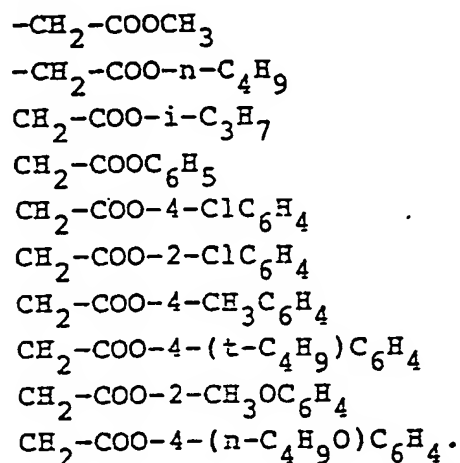 -CH₂-COOCH₃
-CH₂-COO-n-C₄H₉
CH₂-COO-i-C₃H₇
CH₂-COOC₆H₅
CH₂-COO-4-ClC₆H₄
CH₂-COO-2-ClC₆H₄
CH₂-COO-4-CH₃C₆H₄
CH₂-COO-4-(t-C₄H₉)C₆H₄
CH₂-COO-2-CH₃OC₆H₄
CH₂-COO-4-(n-C₄H₉O)C₆H₄.